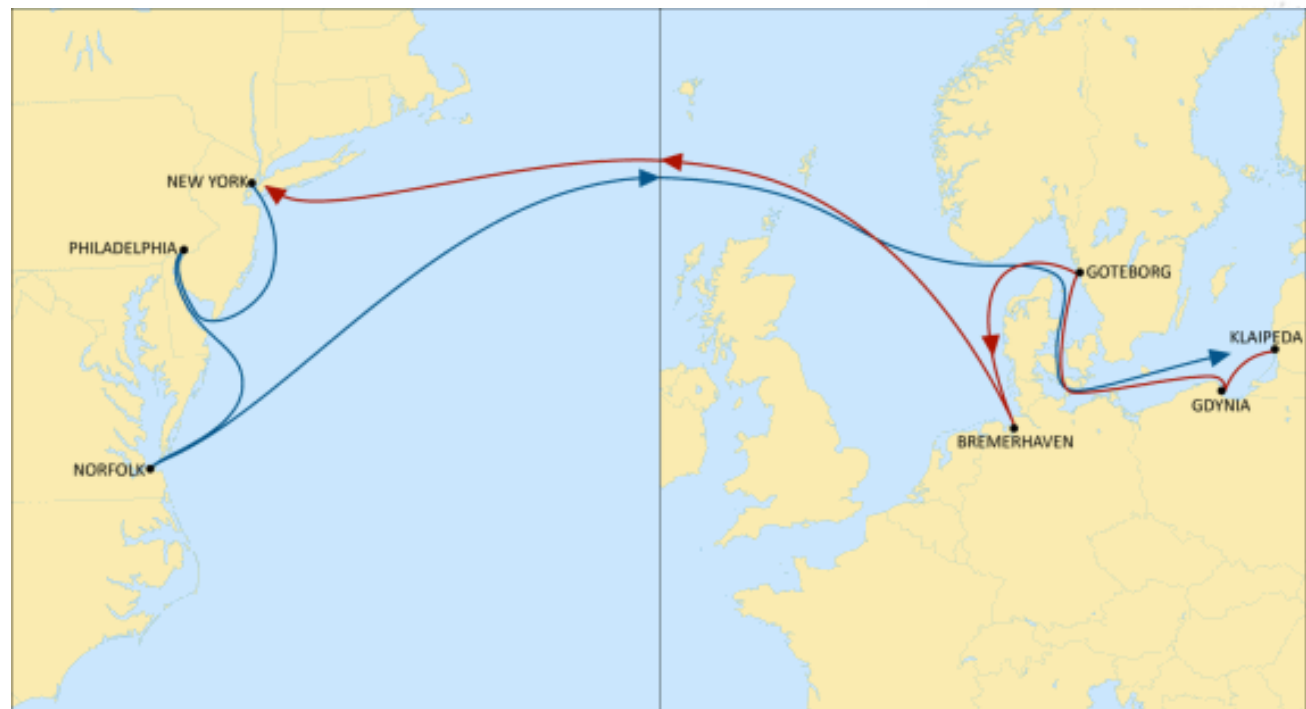 NEW YORK
PHILADELPHIA
GOTEBORG
KLAIPEDA
GDYNIA
BREMERHAVEN
NORFOLK